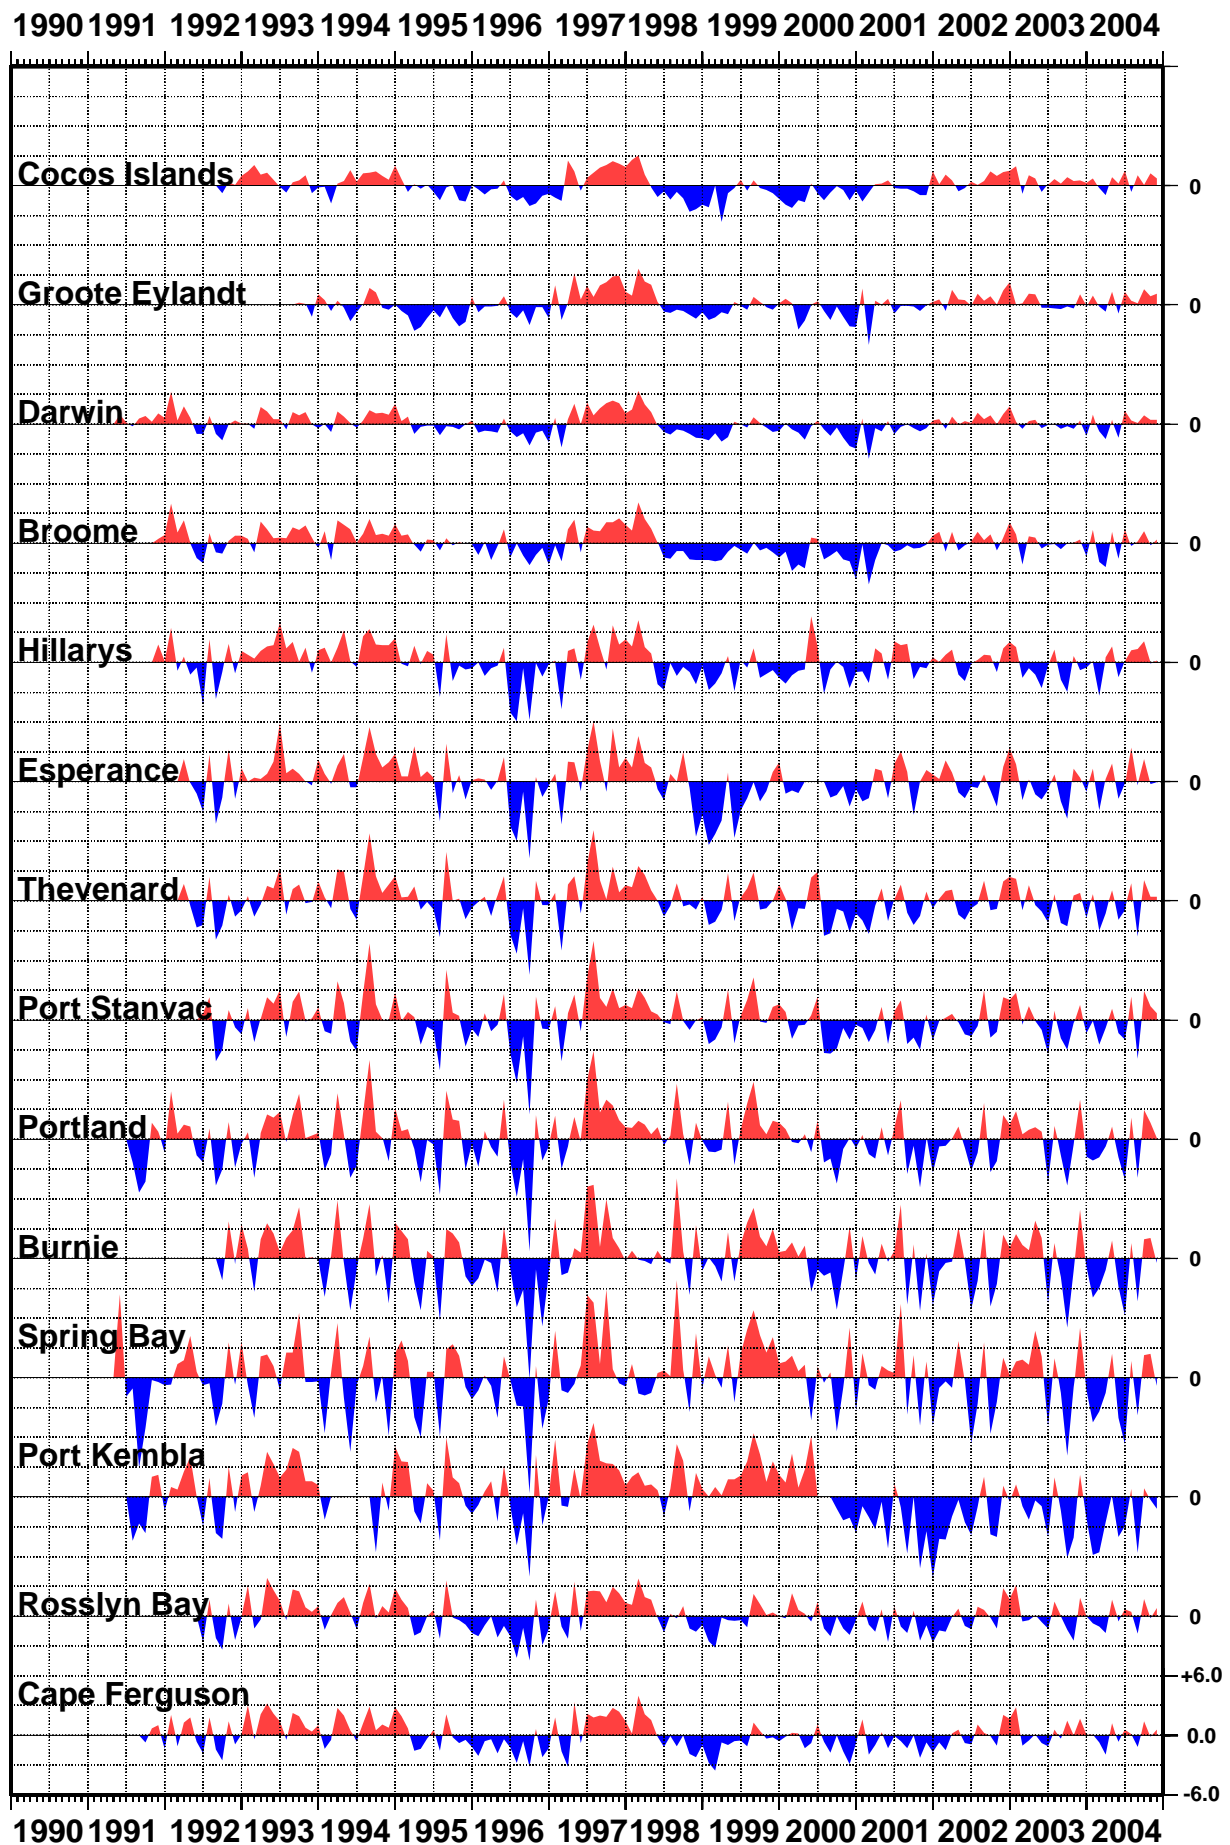 1990 1991 1992 1993 1994 1995 1996 1997 1998 1999 2000 2001 2002 2003 2004
Cocos Islands 0
Groote Eylandt 0
Darwin 0
Broome 0
Hillarys 0
Esperance 0
Thevenard 0
Port Stanvac 0
Portland 0
Burnie 0
Spring Bay 0
Port Kembla 0
Rosslyn Bay 0
+6.0
Cape Ferguson
0.0
-6.0
1990 1991 1992 1993 1994 1995 1996 1997 1998 1999 2000 2001 2002 2003 2004